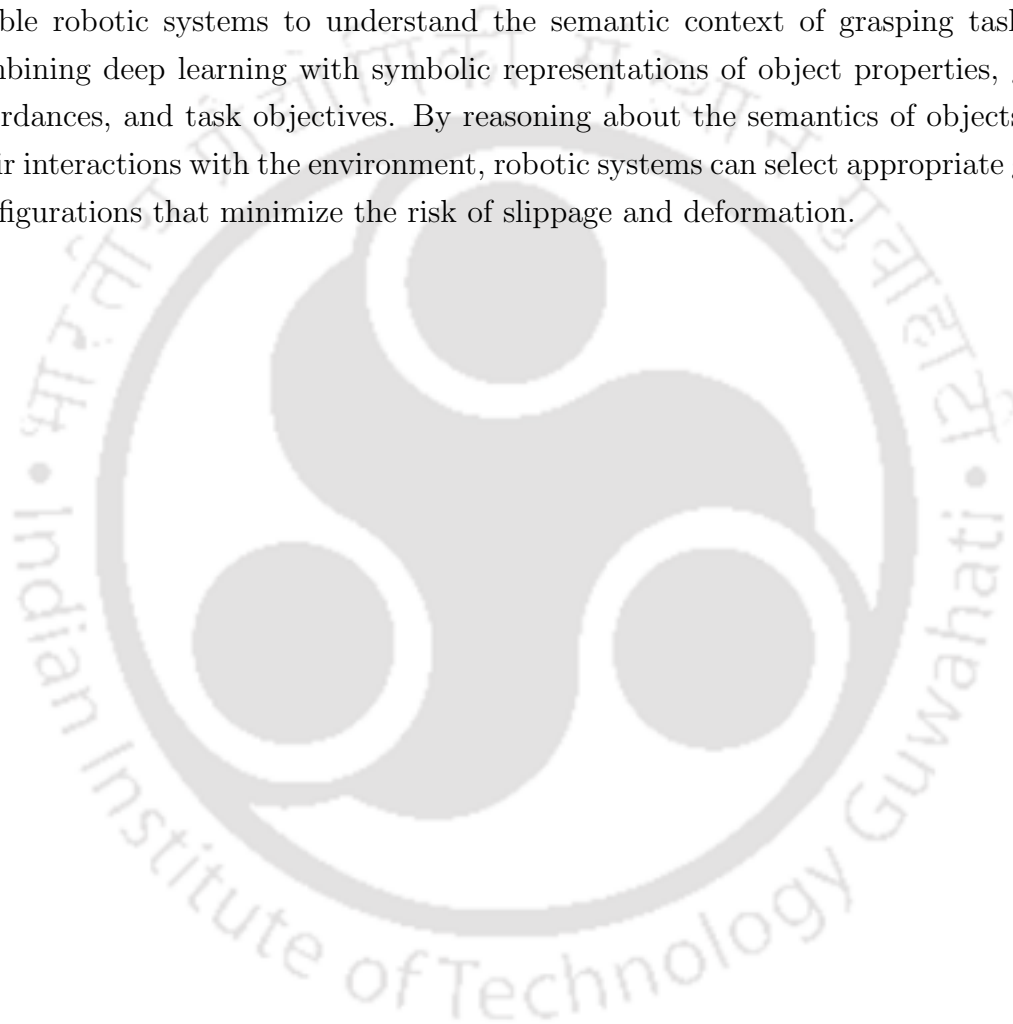 ble robotic systems to understand the semantic context of grasping task
bining deep learning with symbolic representations of object properties,
rdances, and task objectives. By reasoning about the semantics of objects
ir interactions with the environment, robotic systems can select appropriate
figurations that minimize the risk of slippage and deformation.
भारतीय प्रौद्योगिकी संस्थान गुवाहाटी
• Indian Institute of Technology Guwahati •